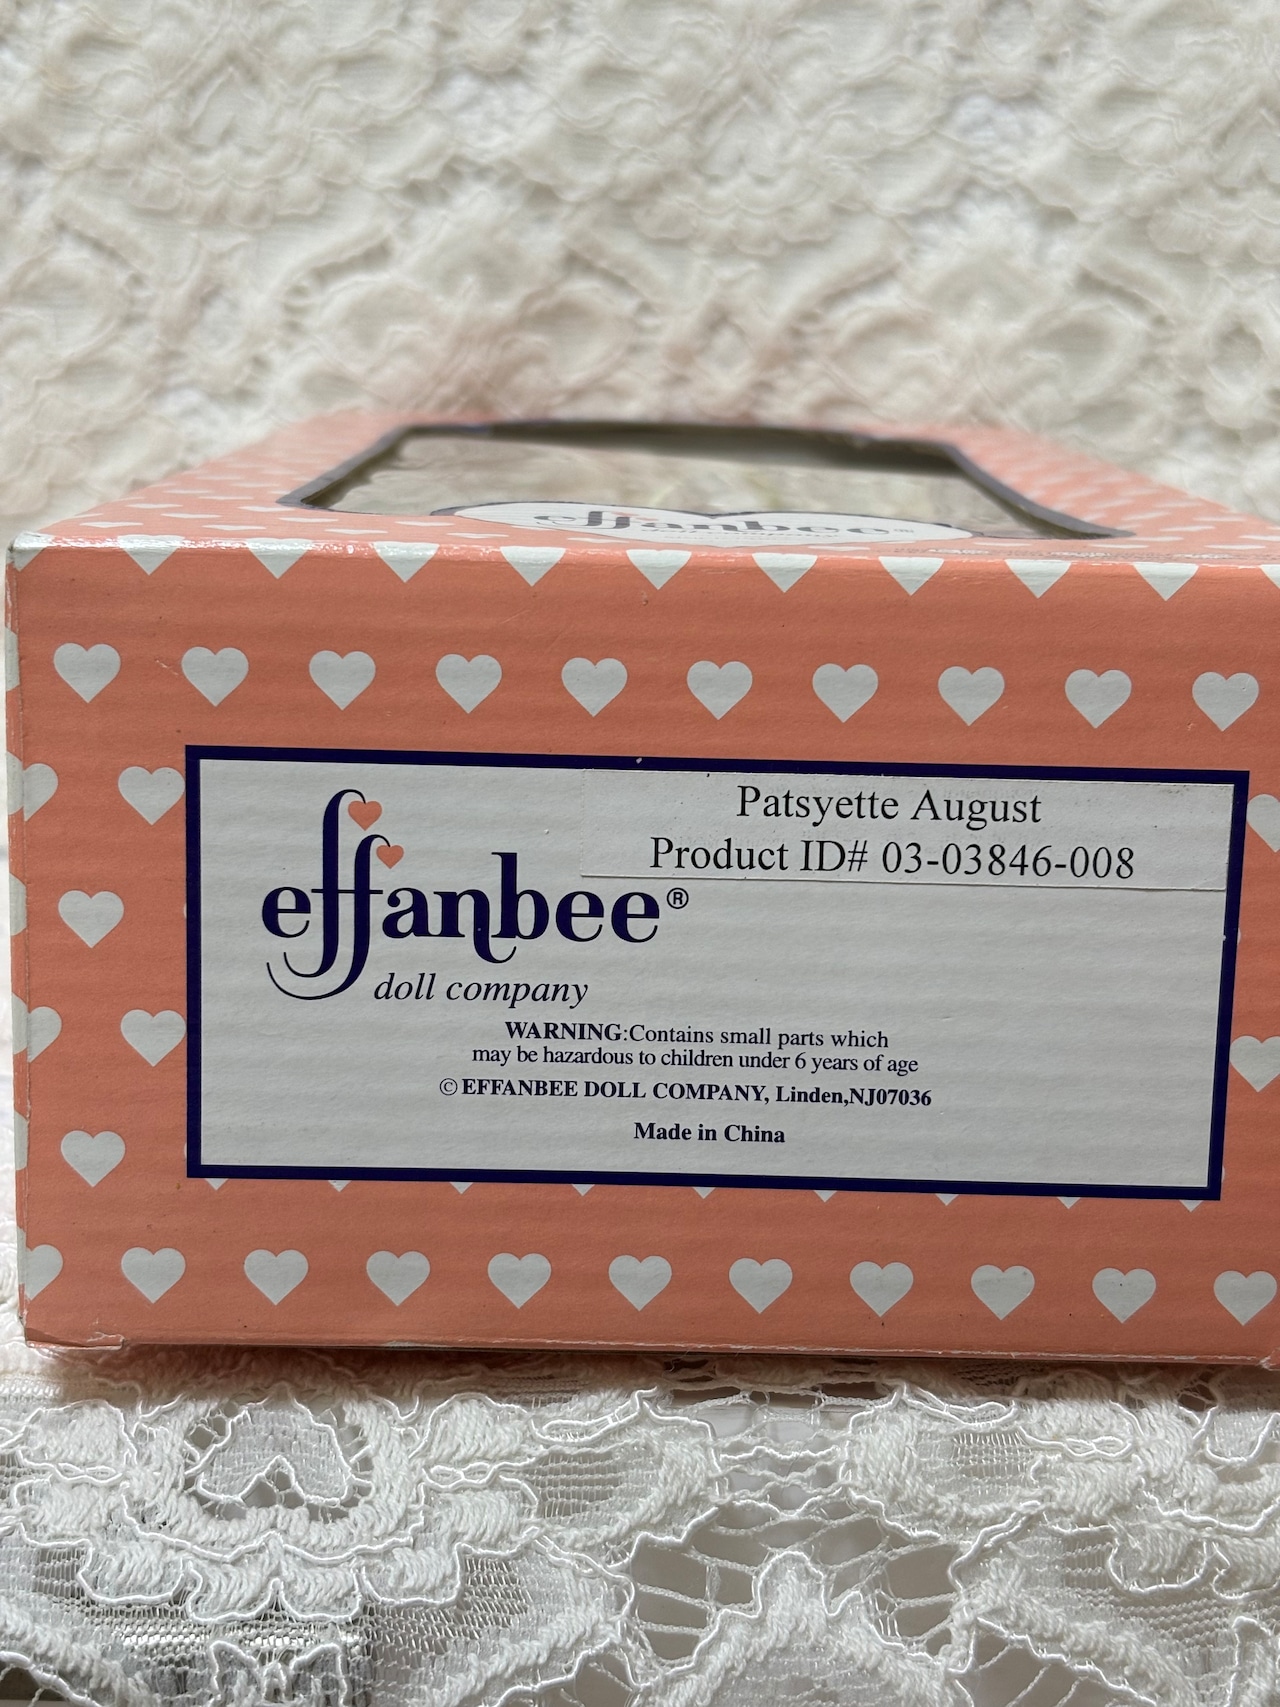 effanbee
Patsyette August
Product ID# 03-03846-008
effanbee®
doll company
WARNING:Contains small parts which
may be hazardous to children under 6 years of age
© EFFANBEE DOLL COMPANY, Linden,NJ07036
Made in China